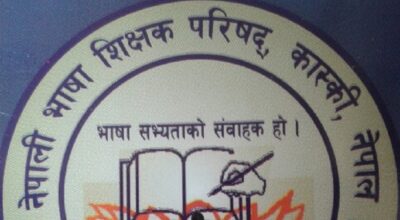 नेपाली भाषा शिक्षक परिषद्, कास्की, नेपाल
भाषा सभ्यताको संवाहक हो ।